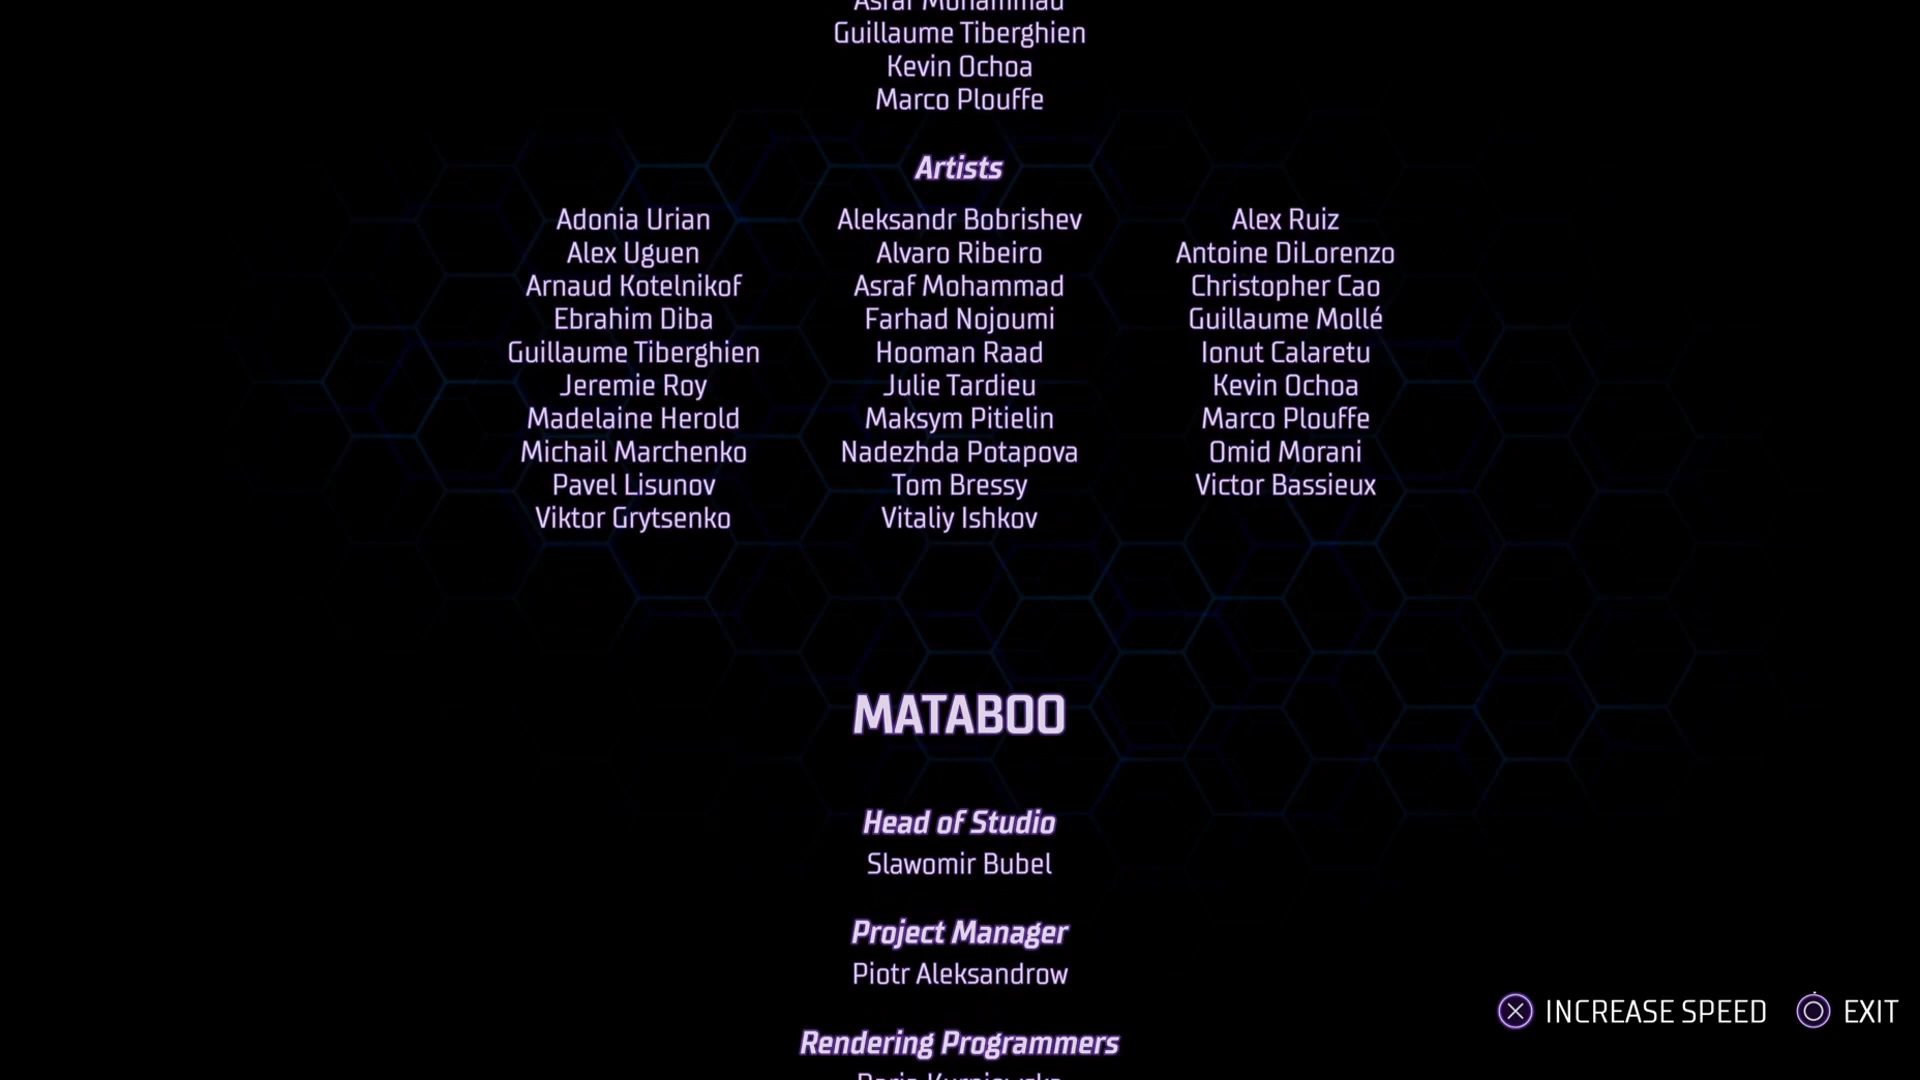 Asraf Mohammad
Guillaume Tiberghien
Kevin Ochoa
Marco Plouffe
Artists
Adonia Urian Aleksandr Bobrishev Alex Ruiz
Alex Uguen Alvaro Ribeiro Antoine DiLorenzo
Arnaud Kotelnikof Asraf Mohammad Christopher Cao
Ebrahim Diba Farhad Nojoumi Guillaume Mollé
Guillaume Tiberghien Hooman Raad Ionut Calaretu
Jeremie Roy Julie Tardieu Kevin Ochoa
Madelaine Herold Maksym Pitielin Marco Plouffe
Michail Marchenko Nadezhda Potapova Omid Morani
Pavel Lisunov Tom Bressy Victor Bassieux
Viktor Grytsenko Vitaliy Ishkov
MATABOO
Head of Studio
Slawomir Bubel
Project Manager
Piotr Aleksandrow
INCREASE SPEED EXIT
Rendering Programmers